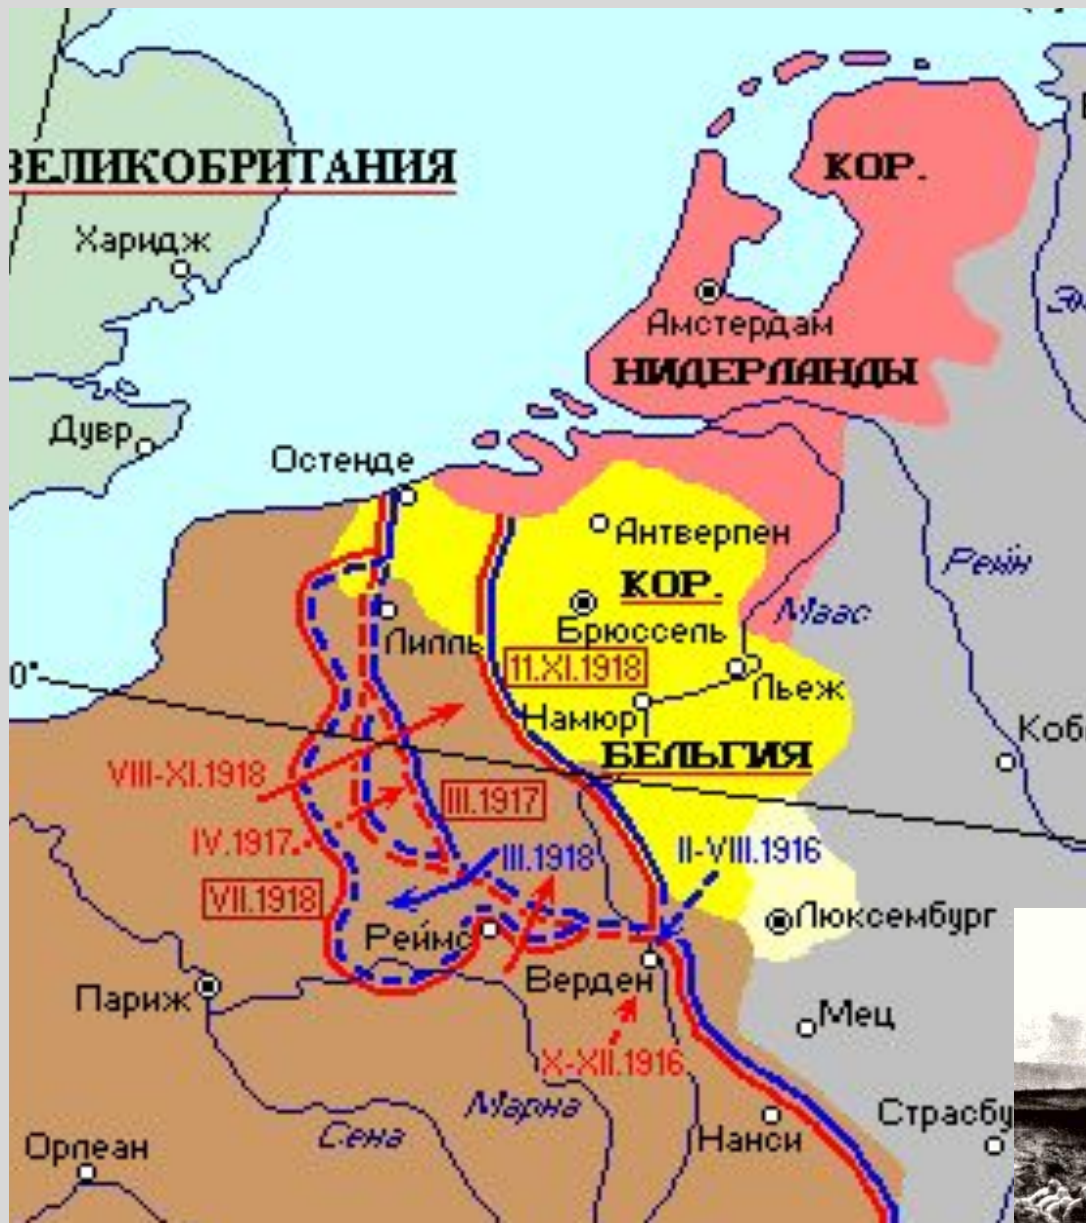 ВЕЛИКОБРИТАНИЯ
КОР.
Харидж
Амстердам
НИДЕРЛАНДЫ
Дувр
Остенде
Антверпен
Рейн
КОР.
Маас
Брюссель
Лилль
11.XI.1918
Льеж
0°
Намюр
БЕЛЬГИЯ
VIII-XI.1918
III.1917
IV.1917
III.1918
II-VIII.1916
VII.1918
Реймс
Люксембург
Верден
Париж
Мец
X-XII.1916
Марна
Сена
Нанси
Страсбу
Орлеан